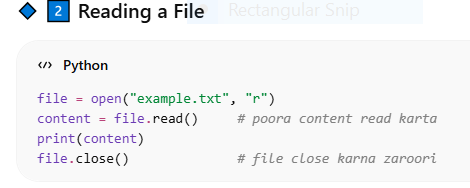 2 Reading a File
Rectangular Snip
Python
file = open("example.txt", "r")
content = file.read()     # poora content read karta
print(content)
file.close()              # file close karna zaroori